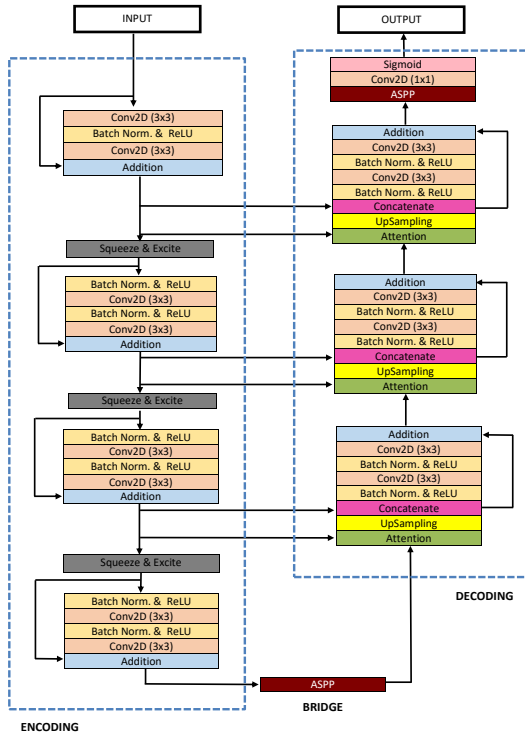 INPUT
Conv2D (3x3)
Batch Norm. & ReLU
Conv2D (3x3)
Addition
Squeeze & Excite
Batch Norm. & ReLU
Conv2D (3x3)
Batch Norm. & ReLU
Conv2D (3x3)
Addition
Squeeze & Excite
Batch Norm. & ReLU
Conv2D (3x3)
Batch Norm. & ReLU
Conv2D (3x3)
Addition
Squeeze & Excite
Batch Norm. & ReLU
Conv2D (3x3)
Batch Norm. & ReLU
Conv2D (3x3)
Addition
ENCODING
ASPP
BRIDGE
OUTPUT
Sigmoid
Conv2D (1x1)
ASPP
Addition
Conv2D (3x3)
Batch Norm. & ReLU
Conv2D (3x3)
Batch Norm. & ReLU
Concatenate
UpSampling
Attention
Addition
Conv2D (3x3)
Batch Norm. & ReLU
Conv2D (3x3)
Batch Norm. & ReLU
Concatenate
UpSampling
Attention
Addition
Conv2D (3x3)
Batch Norm. & ReLU
Conv2D (3x3)
Batch Norm. & ReLU
Concatenate
UpSampling
Attention
DECODING